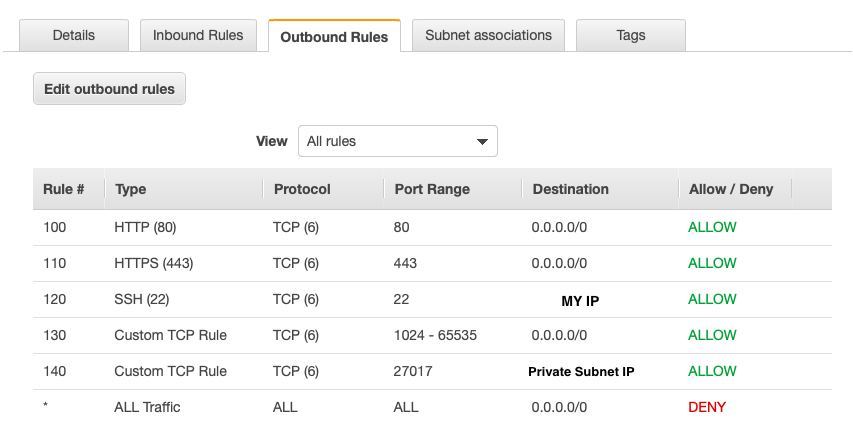 Details Inbound Rules Outbound Rules Subnet associations Tags
Edit outbound rules
View All rules
Rule # Type Protocol Port Range Destination Allow / Deny
100 HTTP (80) TCP (6) 80 0.0.0.0/0 ALLOW
110 HTTPS (443) TCP (6) 443 0.0.0.0/0 ALLOW
120 SSH (22) TCP (6) 22 MY IP ALLOW
130 Custom TCP Rule TCP (6) 1024 - 65535 0.0.0.0/0 ALLOW
140 Custom TCP Rule TCP (6) 27017 Private Subnet IP ALLOW
* ALL Traffic ALL ALL 0.0.0.0/0 DENY